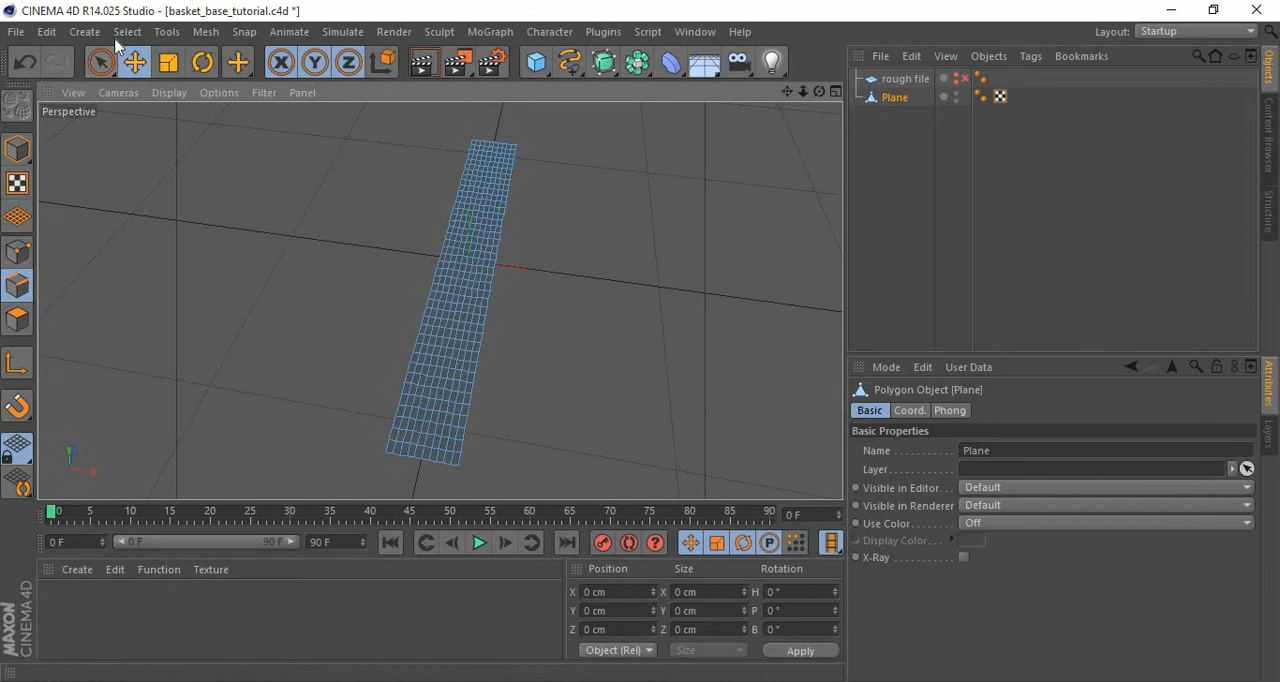 CINEMA 4D R14.025 Studio - [basket_base_tutorial.c4d *]
File Edit Create Select Tools Mesh Snap Animate Simulate Render Sculpt MoGraph Character Plugins Script Window Help Layout: Startup
X Y Z
File Edit View Objects Tags Bookmarks
rough file
Plane
View Cameras Display Options Filter Panel
Perspective
Y
X
Objects
Content Browser
Structure
Mode Edit User Data
Polygon Object [Plane]
Basic Coord. Phong
Basic Properties
Name Plane
Layer
Visible in Editor Default
Visible in Renderer Default
Use Color Off
Display Color
X-Ray
Attributes
Layers
0 5 10 15 20 25 30 35 40 45 50 55 60 65 70 75 80 85 90 0 F
0 F 0 F 90 F 90 F
P
Create Edit Function Texture
Position Size Rotation
X 0 cm X 0 cm H 0 °
Y 0 cm Y 0 cm P 0 °
Z 0 cm Z 0 cm B 0 °
Object (Rel) Size Apply
MAXON
CINEMA 4D